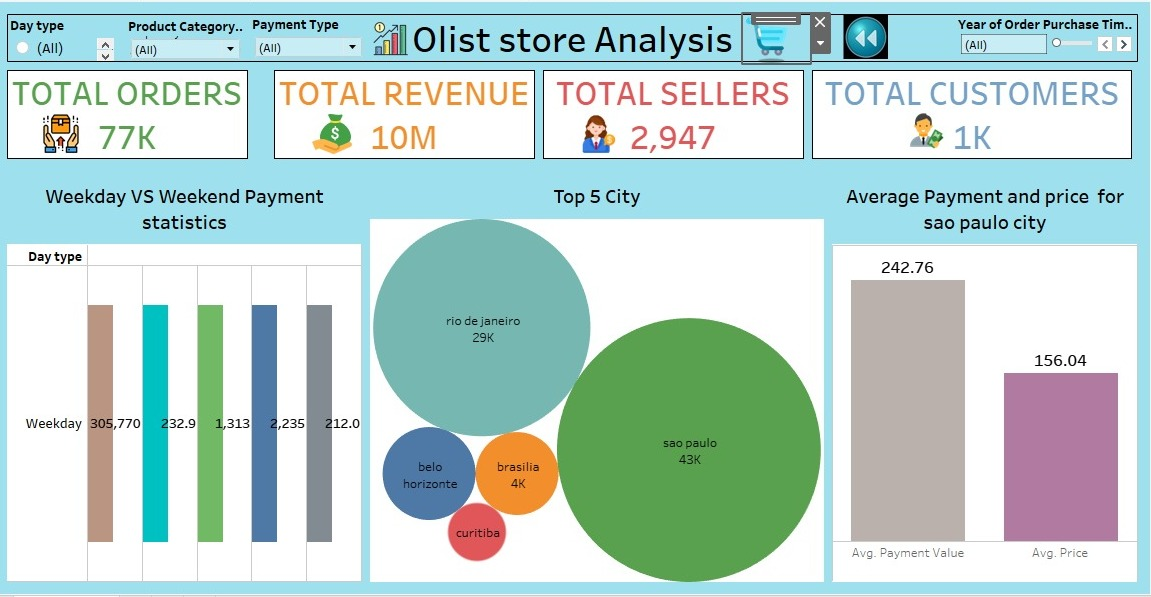 Day type
(All)
Product Category..
(All)
Payment Type
(All)
Olist store Analysis
Year of Order Purchase Tim..
(All)
TOTAL ORDERS
77K
TOTAL REVENUE
$
10M
TOTAL SELLERS
2,947
TOTAL CUSTOMERS
1K
Weekday VS Weekend Payment
statistics
Day type
Weekday
305,770
232.9
1,313
2,235
212.0
Top 5 City
rio de janeiro
29K
sao paulo
43K
belo
horizonte
brasilia
4K
curitiba
Average Payment and price for
sao paulo city
242.76
156.04
Avg. Payment Value
Avg. Price